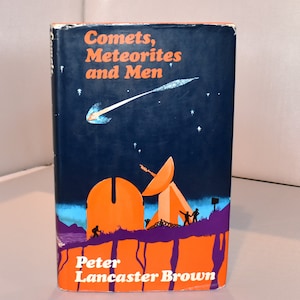 Comets,
Meteorites
and Men
Peter
Lancaster Brown